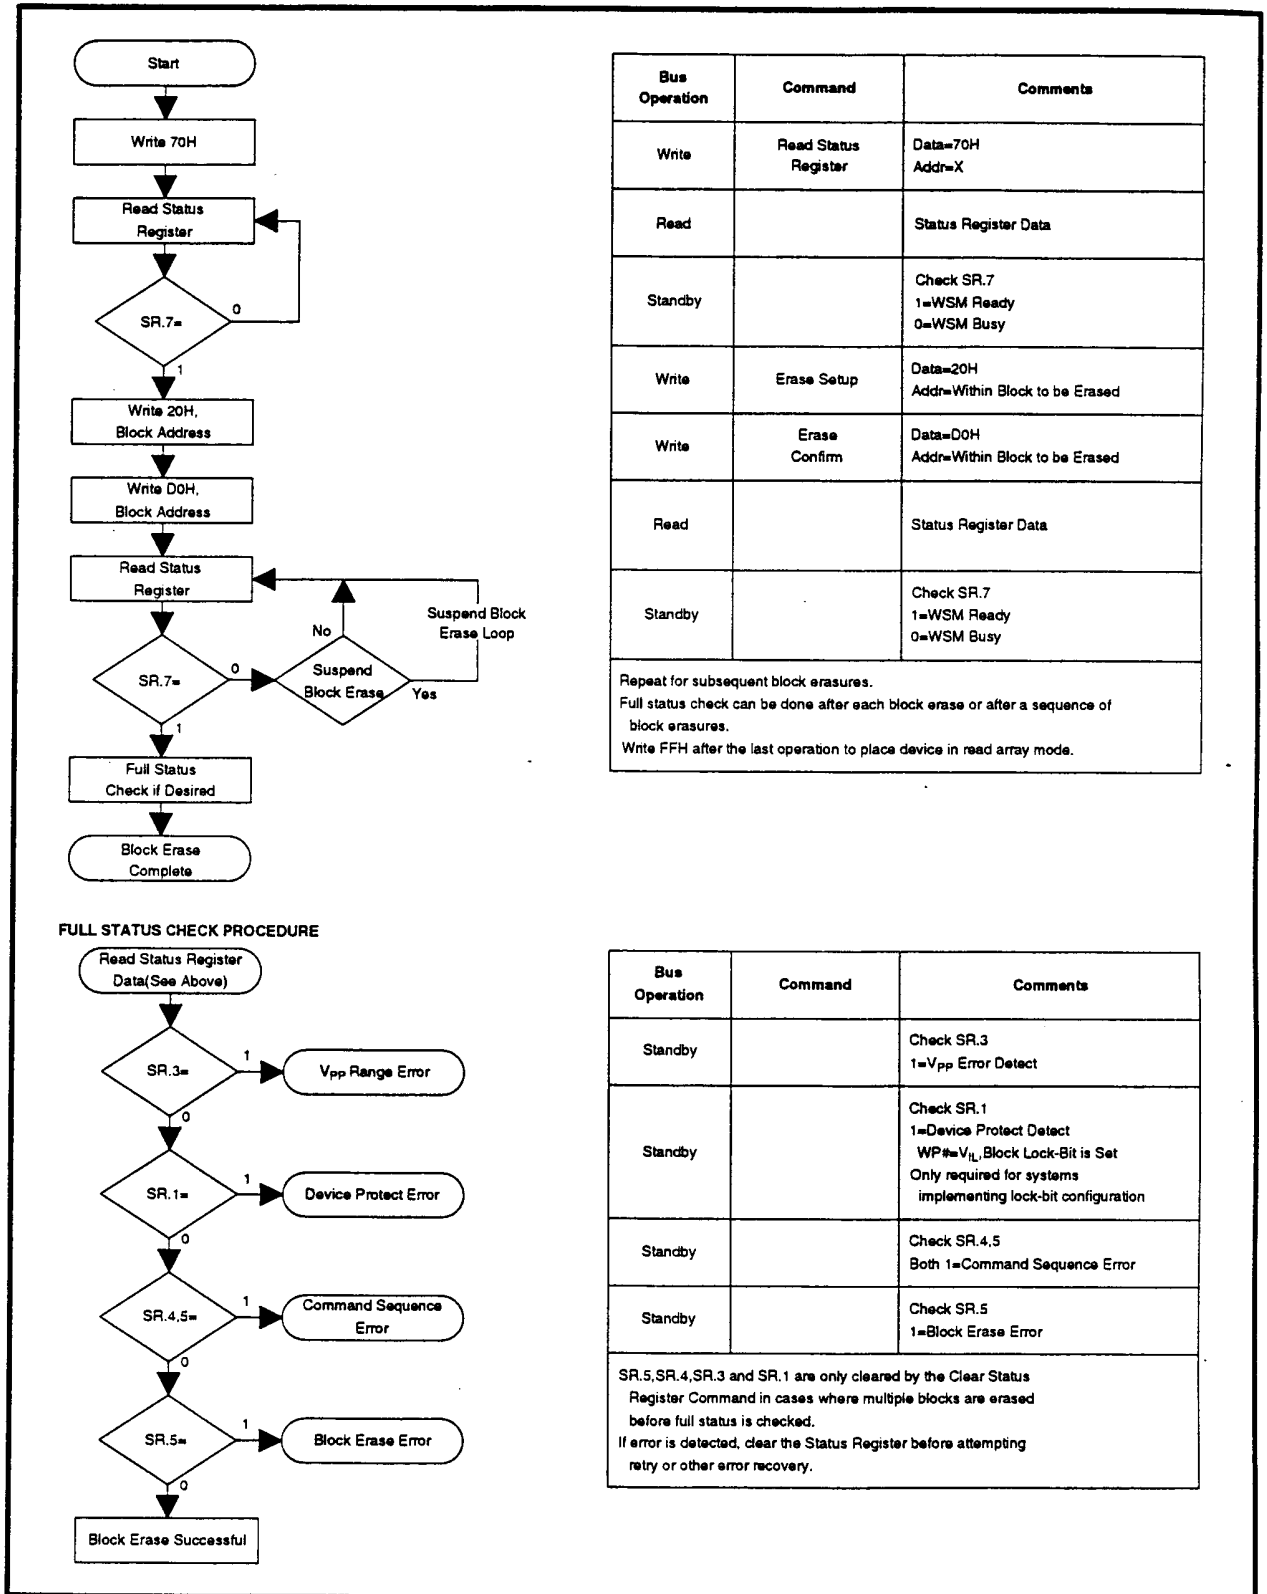 Start
Write 70H
Read Status
Register
SR.7=
0
1
Write 20H,
Block Address
Write D0H,
Block Address
Read Status
Register
SR.7=
0
1
No
Suspend
Block Erase
Yes
Suspend Block
Erase Loop
Full Status
Check if Desired
Block Erase
Complete
Bus
Operation
Command
Comments
Write
Read Status
Register
Data=70H
Addr=X
Read
Status Register Data
Standby
Check SR.7
1=WSM Ready
0=WSM Busy
Write
Erase Setup
Data=20H
Addr=Within Block to be Erased
Write
Erase
Confirm
Data=D0H
Addr=Within Block to be Erased
Read
Status Register Data
Standby
Check SR.7
1=WSM Ready
0=WSM Busy
Repeat for subsequent block erasures.
Full status check can be done after each block erase or after a sequence of
block erasures.
Write FFH after the last operation to place device in read array mode.
FULL STATUS CHECK PROCEDURE
Read Status Register
Data(See Above)
SR.3=
1
VPP Range Error
0
SR.1=
1
Device Protect Error
0
SR.4,5=
1
Command Sequence
Error
0
SR.5=
1
Block Erase Error
0
Block Erase Successful
Bus
Operation
Command
Comments
Standby
Check SR.3
1=VPP Error Detect
Standby
Check SR.1
1=Device Protect Detect
WP#=VIL,Block Lock-Bit is Set
Only required for systems
implementing lock-bit configuration
Standby
Check SR.4,5
Both 1=Command Sequence Error
Standby
Check SR.5
1=Block Erase Error
SR.5,SR.4,SR.3 and SR.1 are only cleared by the Clear Status
Register Command in cases where multiple blocks are erased
before full status is checked.
If error is detected, clear the Status Register before attempting
retry or other error recovery.